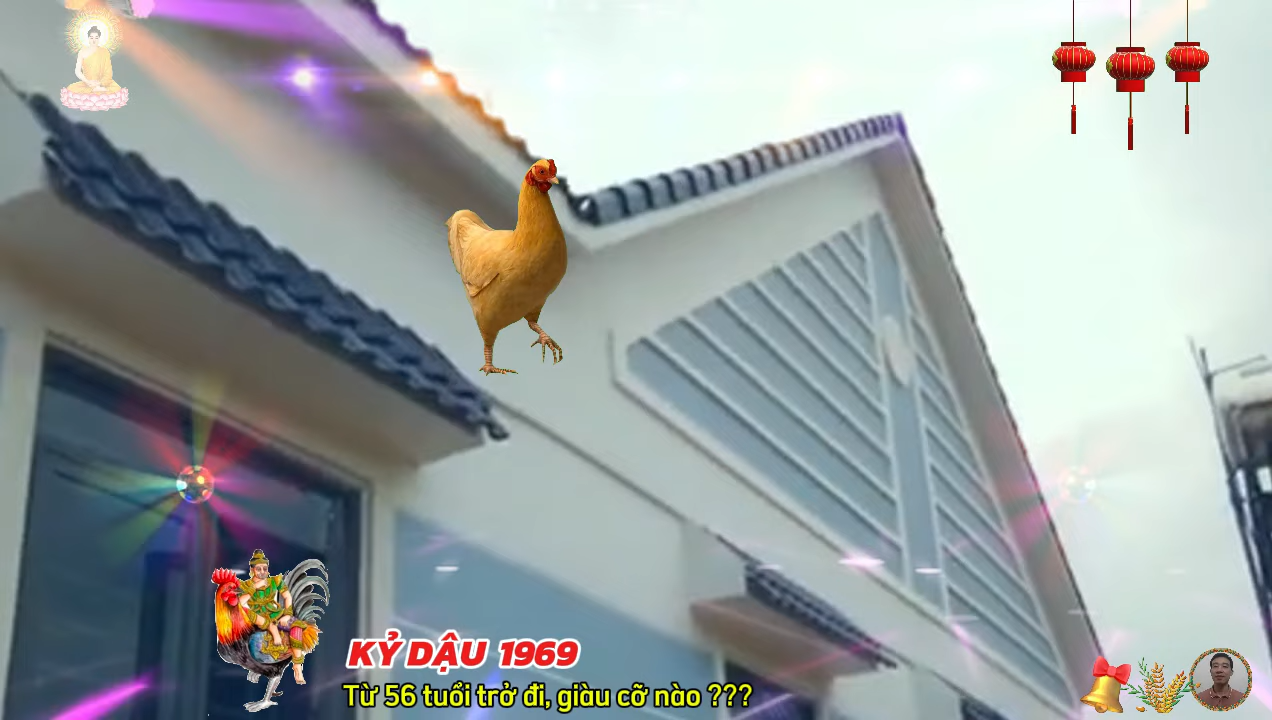 KỶ DẬU 1969
Từ 56 tuổi trở đi, giàu cỡ nào ???